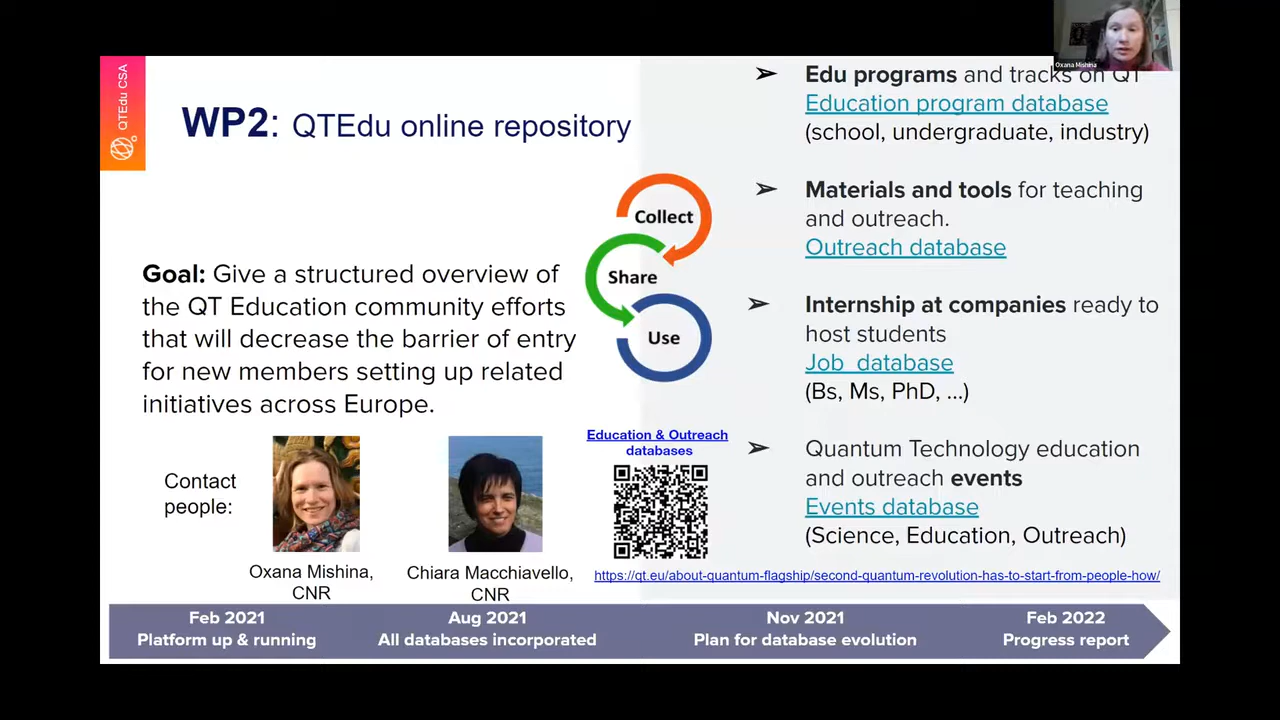 Oxana Mishina
QTEdu CSA
WP2: QTEdu online repository
Goal: Give a structured overview of
the QT Education community efforts
that will decrease the barrier of entry
for new members setting up related
initiatives across Europe.
Contact
people:
Oxana Mishina,
CNR
Chiara Macchiavello,
CNR
Collect
Share
Use
Education & Outreach
databases
➢ Edu programs and tracks on QT
Education program database
(school, undergraduate, industry)
➢ Materials and tools for teaching
and outreach.
Outreach database
➢ Internship at companies ready to
host students
Job database
(Bs, Ms, PhD, ...)
➢ Quantum Technology education
and outreach events
Events database
(Science, Education, Outreach)
https://qt.eu/about-quantum-flagship/second-quantum-revolution-has-to-start-from-people-how/
Feb 2021
Platform up & running
Aug 2021
All databases incorporated
Nov 2021
Plan for database evolution
Feb 2022
Progress report